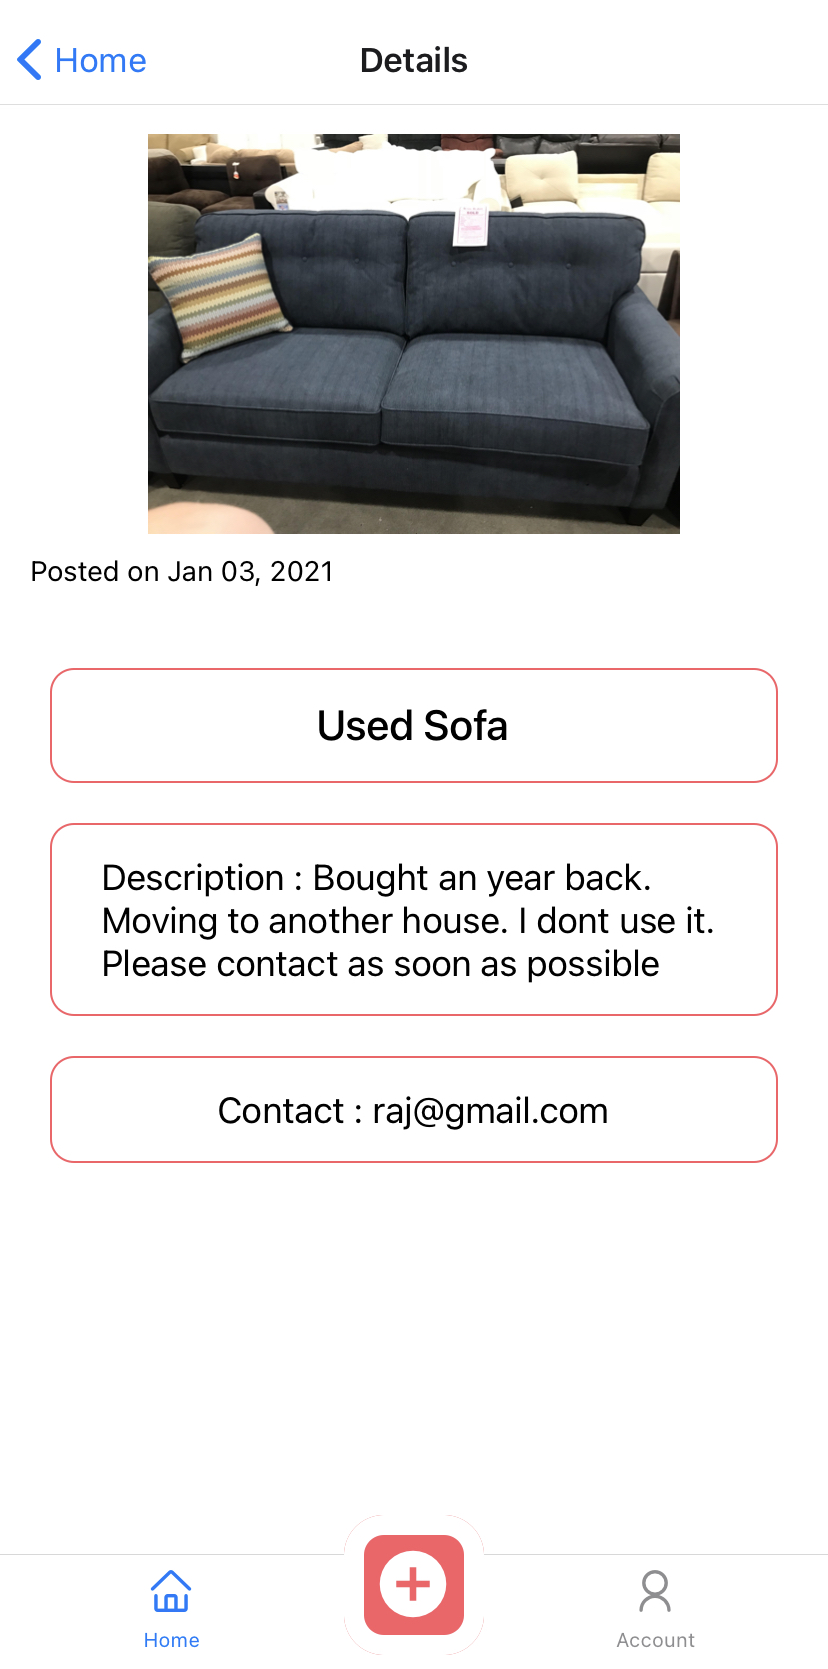 Home
Details
Posted on Jan 03, 2021
Used Sofa
Description : Bought an year back.
Moving to another house. I dont use it.
Please contact as soon as possible
Contact : raj@gmail.com
Home
Account